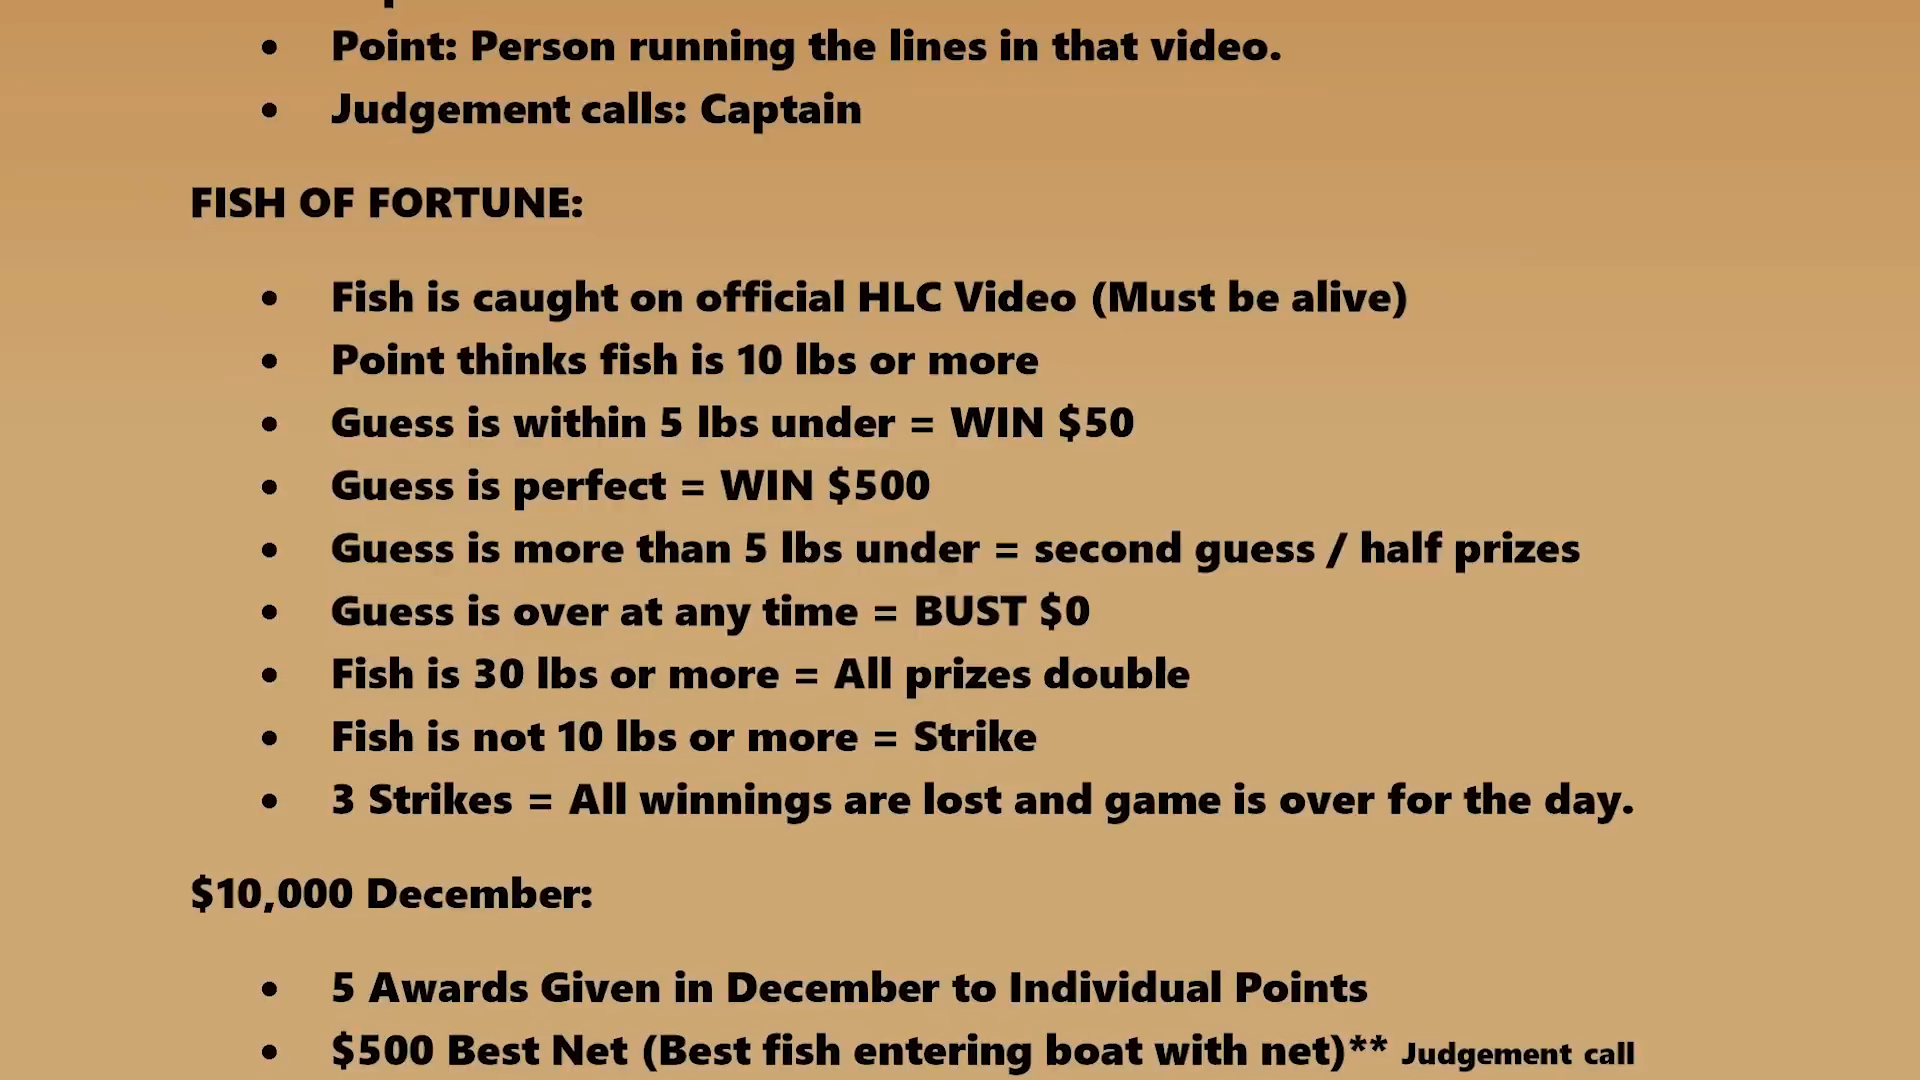 • Point: Person running the lines in that video.
• Judgement calls: Captain
FISH OF FORTUNE:
• Fish is caught on official HLC Video (Must be alive)
• Point thinks fish is 10 lbs or more
• Guess is within 5 lbs under = WIN $50
• Guess is perfect = WIN $500
• Guess is more than 5 lbs under = second guess / half prizes
• Guess is over at any time = BUST $0
• Fish is 30 lbs or more = All prizes double
• Fish is not 10 lbs or more = Strike
• 3 Strikes = All winnings are lost and game is over for the day.
$10,000 December:
• 5 Awards Given in December to Individual Points
• $500 Best Net (Best fish entering boat with net)** Judgement call